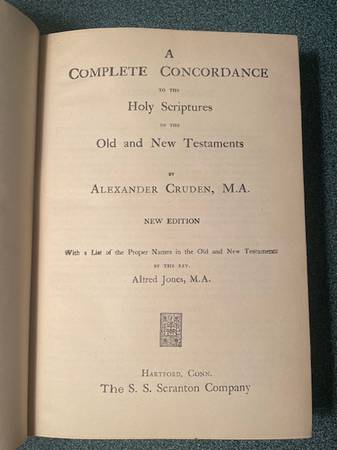 A
COMPLETE CONCORDANCE
TO THE
Holy Scriptures
OF THE
Old and New Testaments
BY
ALEXANDER CRUDEN, M.A.
NEW EDITION
With a List of the Proper Names in the Old and New Testaments
BY THE REV.
Alfred Jones, M.A.
HARTFORD, CONN.
The S. S. Scranton Company